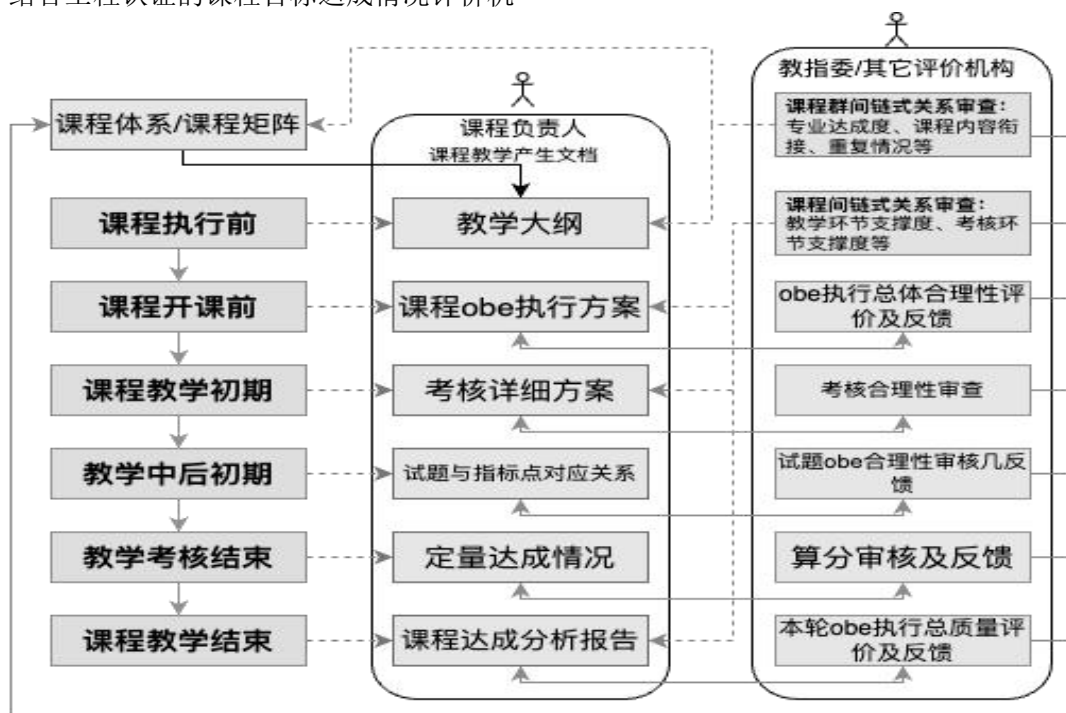 结合工程认证的课程目标达成情况评价机
教指委/其它评价机构
课程群间链式关系审查：
专业达成度、课程内容衔
接、重复情况等
课程体系/课程矩阵
课程负责人
课程教学产生文档
课程执行前
教学大纲
课程间链式关系审查：
教学环节支撑度、考核环
节支撑度等
课程开课前
课程obe执行方案
obe执行总体合理性评
价及反馈
课程教学初期
考核详细方案
考核合理性审查
教学中后初期
试题与指标点对应关系
试题obe合理性审核几反
馈
教学考核结束
定量达成情况
算分审核及反馈
课程教学结束
课程达成分析报告
本轮obe执行总质量评
价及反馈